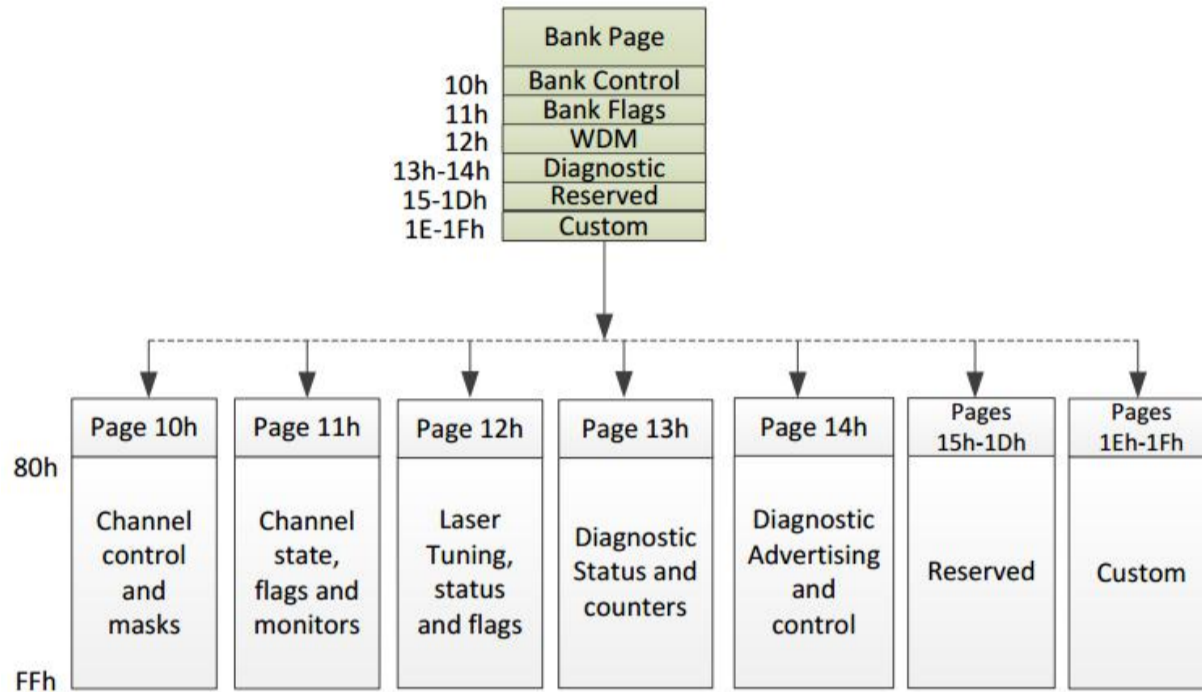 Bank Page
10h Bank Control
11h Bank Flags
12h WDM
13h-14h Diagnostic
15-1Dh Reserved
1E-1Fh Custom
Page 10h
Page 11h
Page 12h
Page 13h
Page 14h
Pages
15h-1Dh
Pages
1Eh-1Fh
80h
Channel
control
and
masks
Channel
state,
flags and
monitors
Laser
Tuning,
status
and flags
Diagnostic
Status and
counters
Diagnostic
Advertising
and
control
Reserved
Custom
FFh